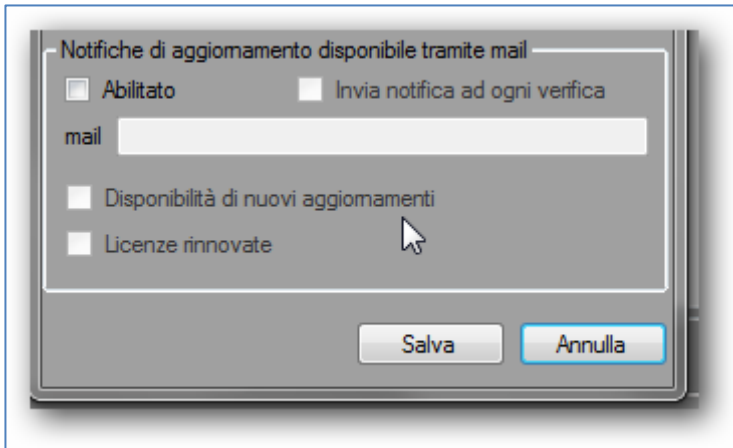 Notifiche di aggiornamento disponibile tramite mail
Abilitato Invia notifica ad ogni verifica
mail
Disponibilità di nuovi aggiornamenti
Licenze rinnovate
Salva Annulla